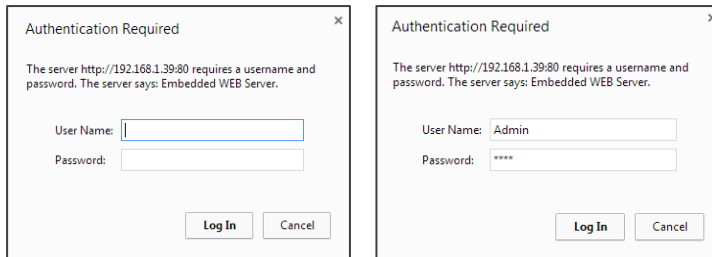 Authentication Required
×
The server http://192.168.1.39:80 requires a username and
password. The server says: Embedded WEB Server.
User Name:
Password:
Log In
Cancel
Authentication Required
×
The server http://192.168.1.39:80 requires a username and
password. The server says: Embedded WEB Server.
User Name: Admin
Password: ****
Log In
Cancel